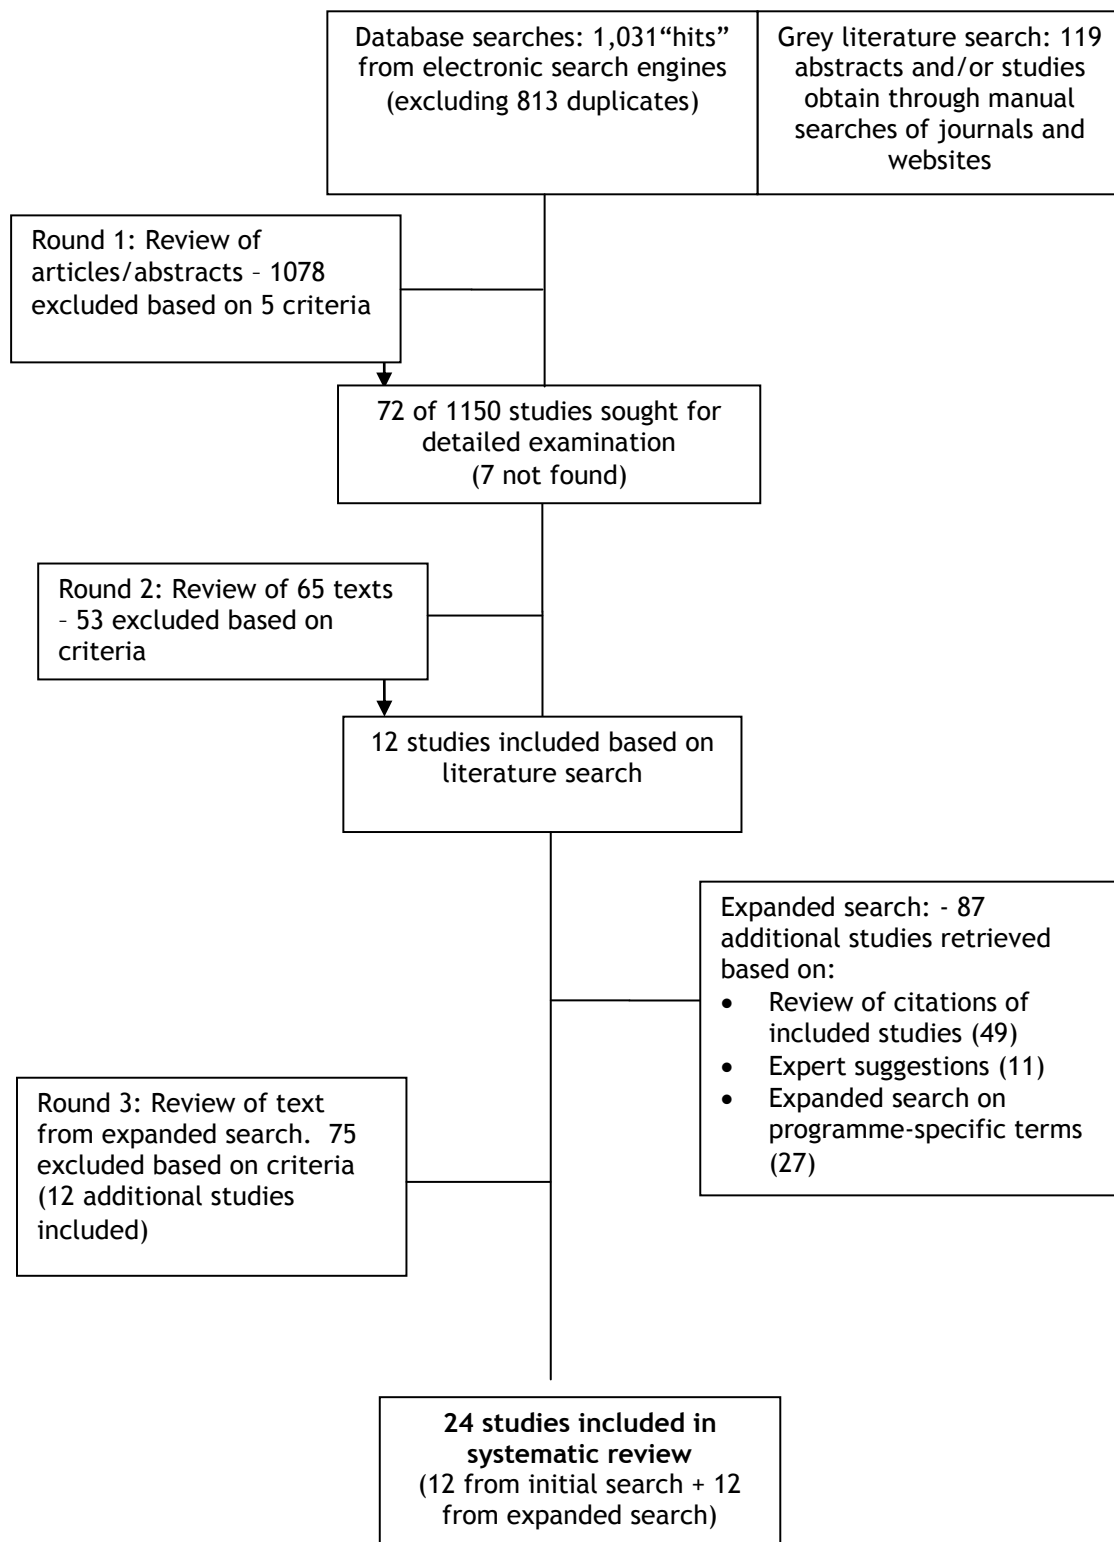 Database searches: 1,031“hits”
from electronic search engines
(excluding 813 duplicates)
Grey literature search: 119
abstracts and/or studies
obtain through manual
searches of journals and
websites
Round 1: Review of
articles/abstracts – 1078
excluded based on 5 criteria
72 of 1150 studies sought for
detailed examination
(7 not found)
Round 2: Review of 65 texts
– 53 excluded based on
criteria
12 studies included based on
literature search
Expanded search: - 87
additional studies retrieved
based on:
• Review of citations of
included studies (49)
• Expert suggestions (11)
• Expanded search on
programme-specific terms
(27)
Round 3: Review of text
from expanded search. 75
excluded based on criteria
(12 additional studies
included)
24 studies included in
systematic review
(12 from initial search + 12
from expanded search)